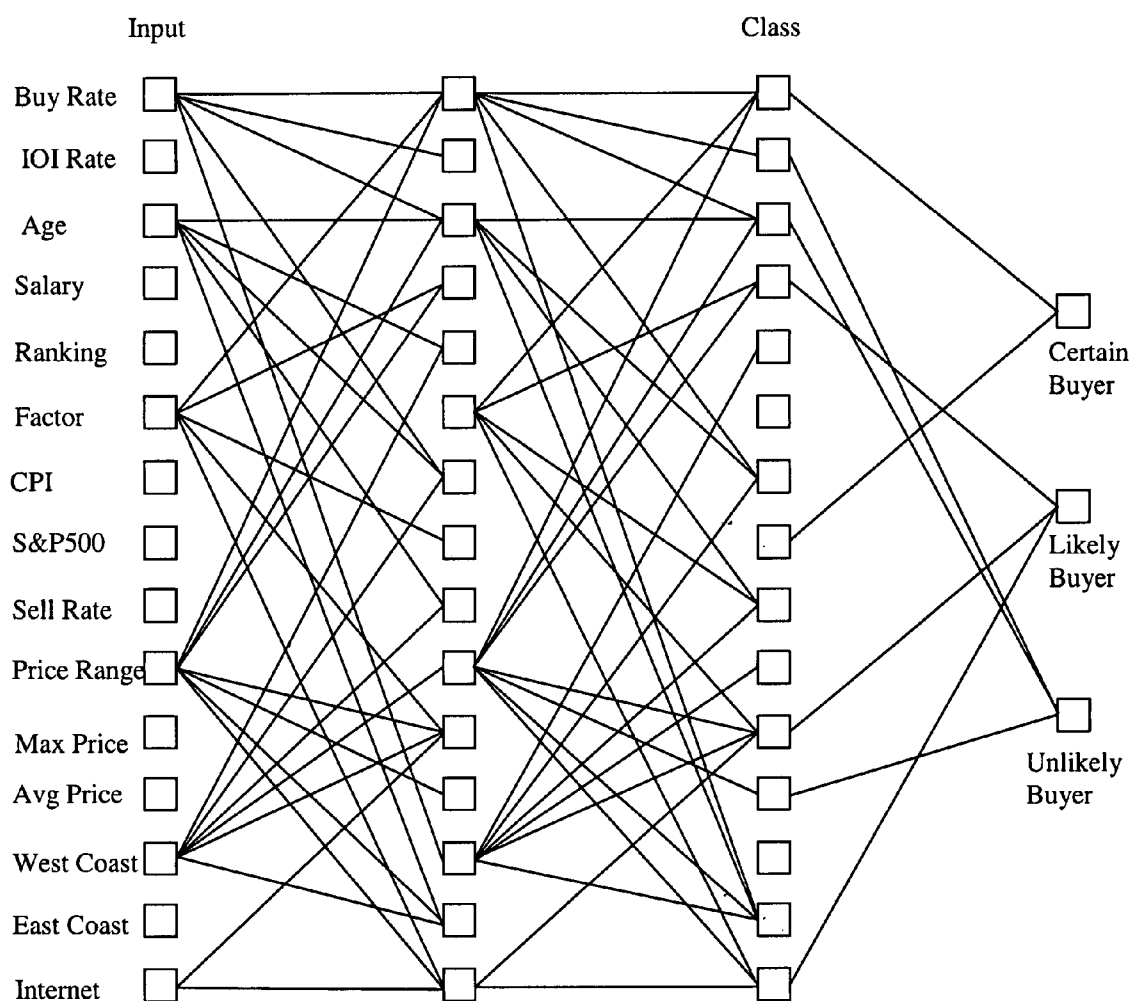 Input
Class
Buy Rate
IOI Rate
Age
Salary
Ranking
Factor
CPI
S&P500
Sell Rate
Price Range
Max Price
Avg Price
West Coast
East Coast
Internet
Certain
Buyer
Likely
Buyer
Unlikely
Buyer